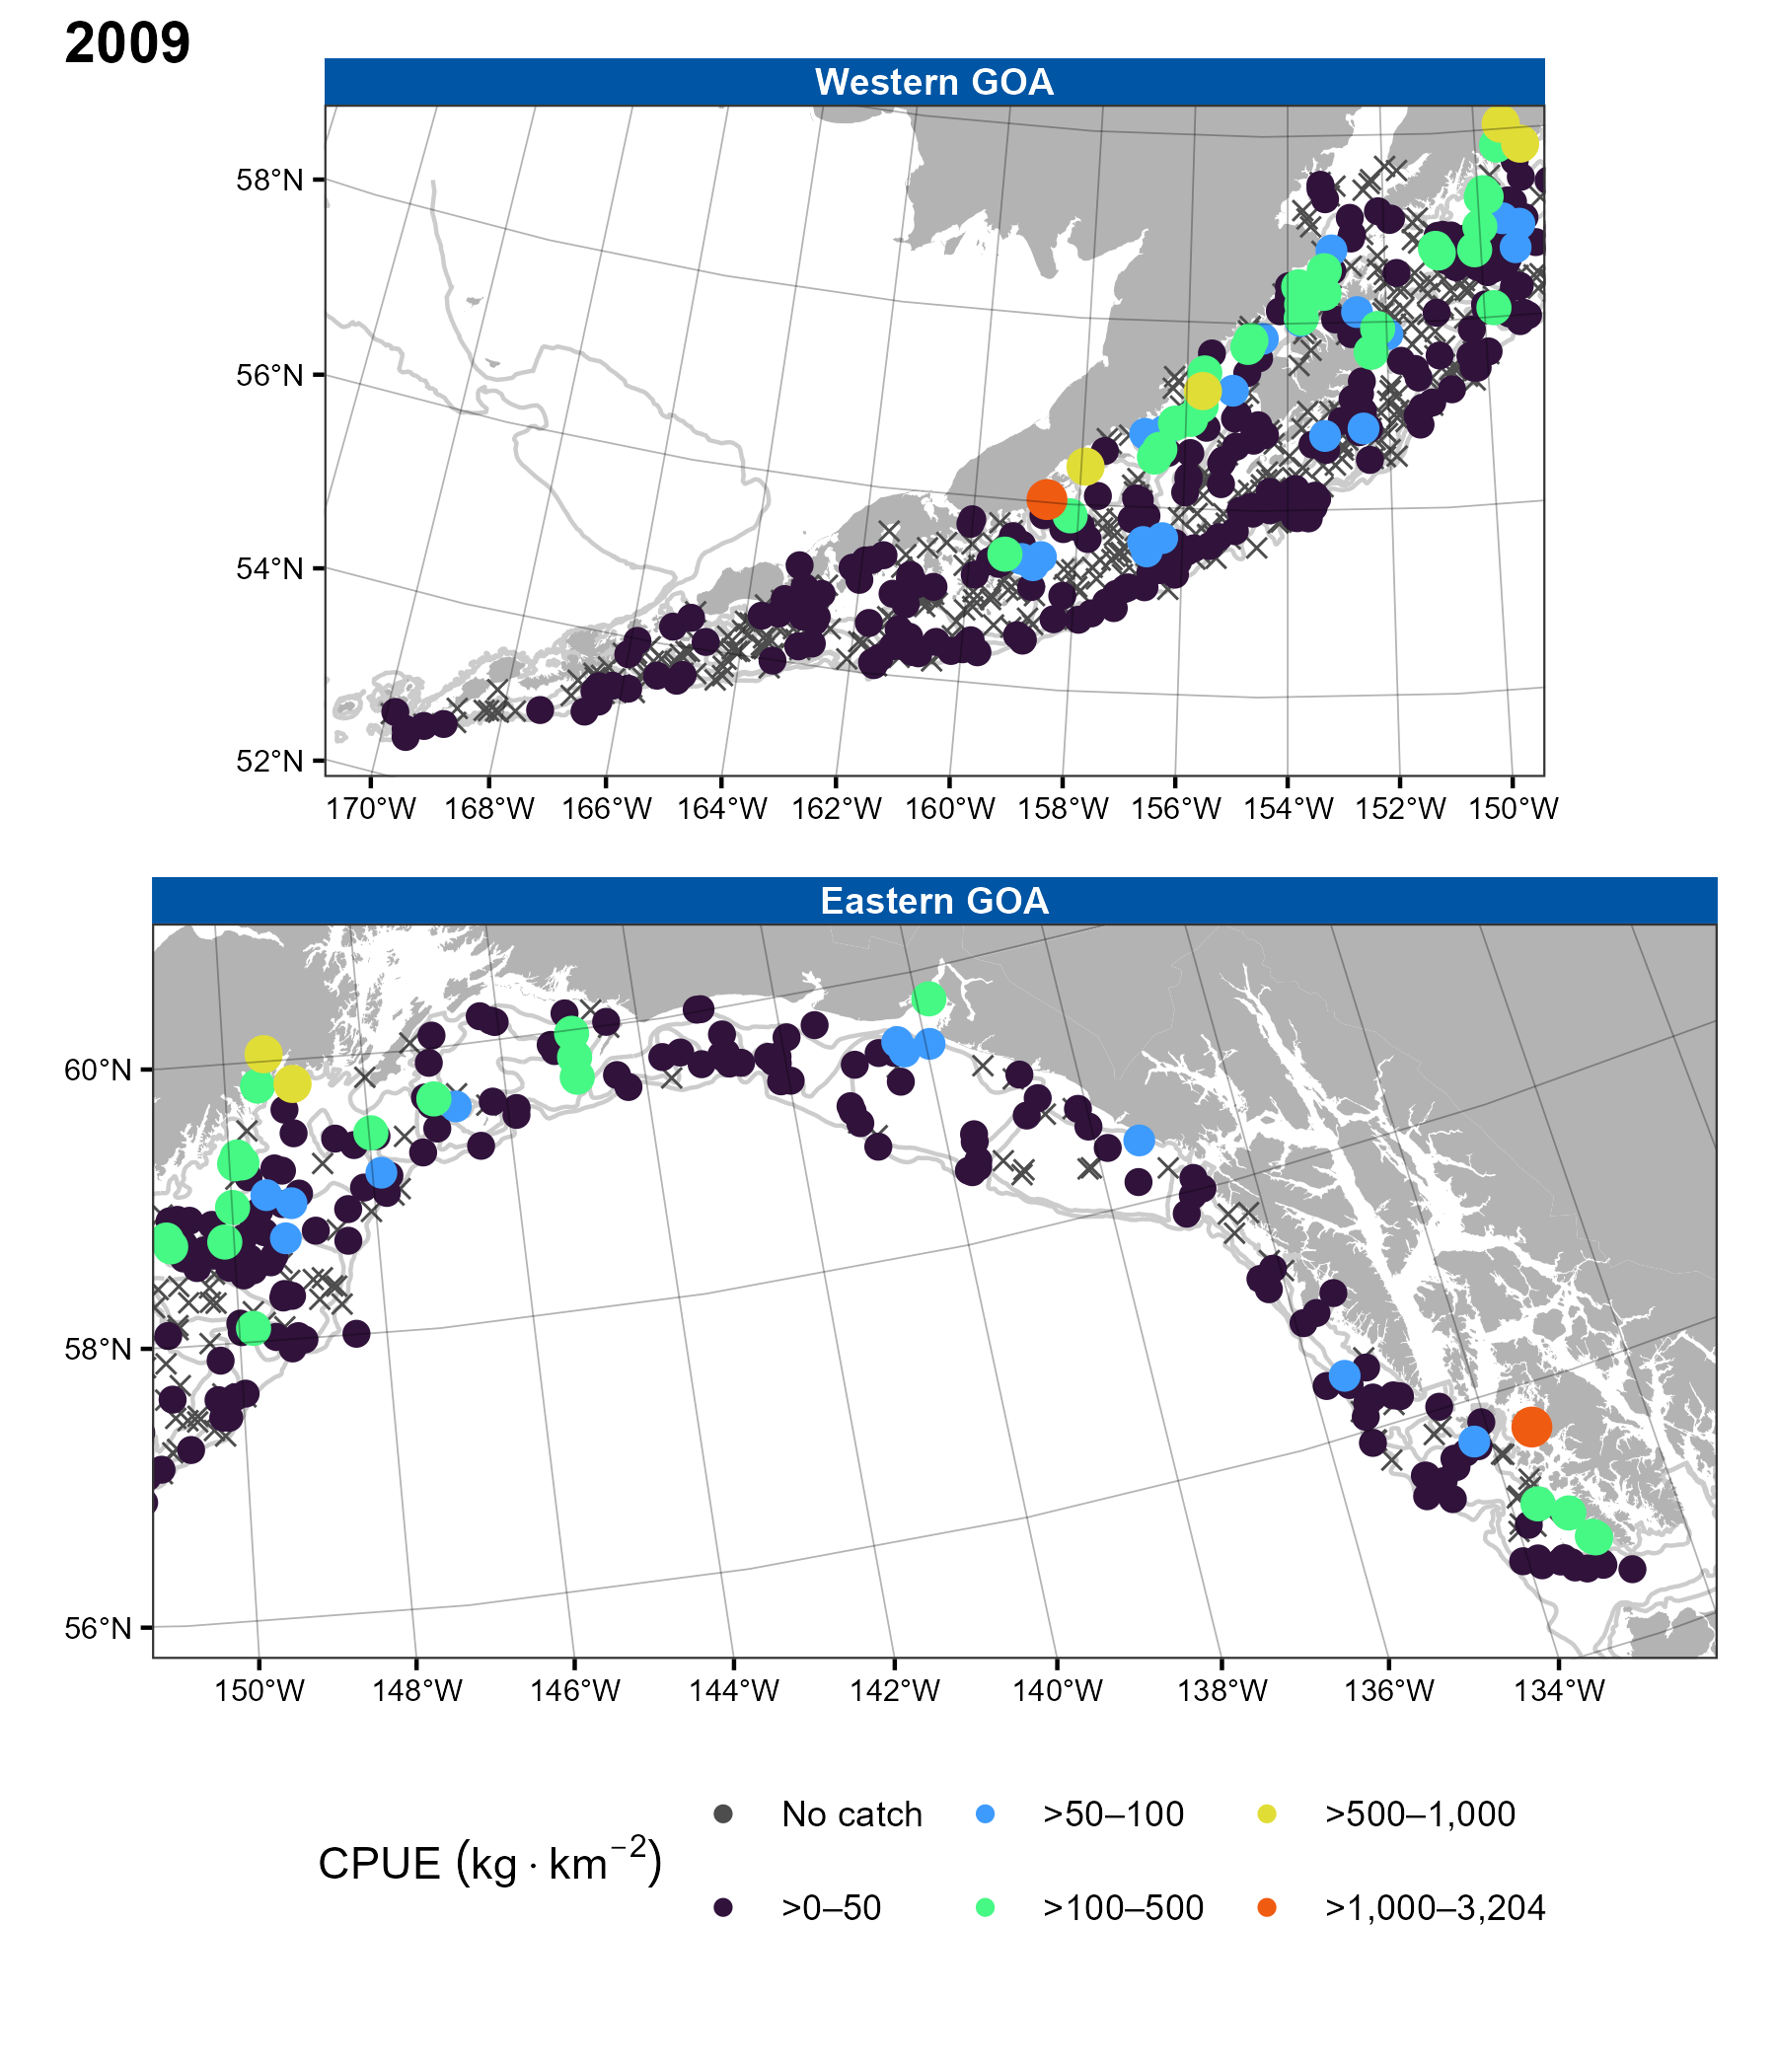 2009
Western GOA
58°N
56°N
54°N
52°N
170°W 168°W 166°W 164°W 162°W 160°W 158°W 156°W 154°W 152°W 150°W
Eastern GOA
60°N
58°N
56°N
150°W 148°W 146°W 144°W 142°W 140°W 138°W 136°W 134°W
CPUE (kg · km⁻²)
No catch >50–100 >500–1,000
>0–50 >100–500 >1,000–3,204